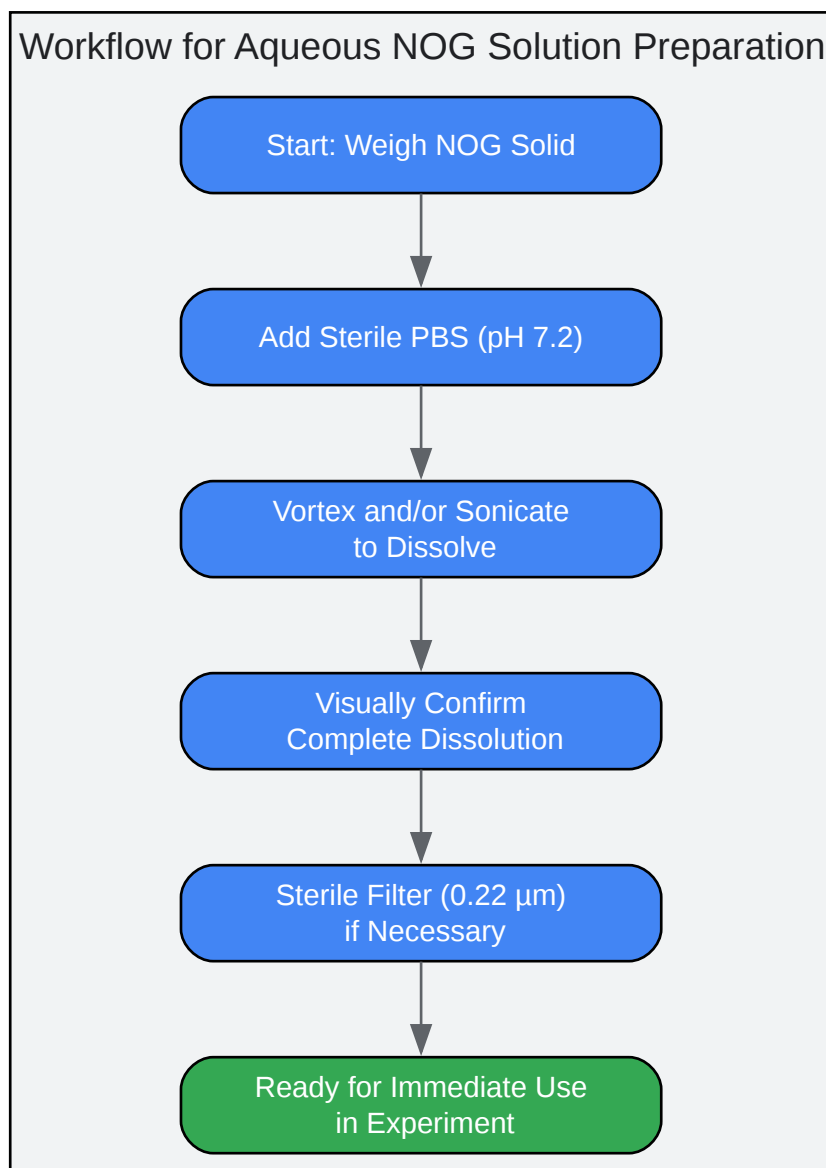 Workflow for Aqueous NOG Solution Preparation
Start: Weigh NOG Solid
Add Sterile PBS (pH 7.2)
Vortex and/or Sonicate
to Dissolve
Visually Confirm
Complete Dissolution
Sterile Filter (0.22 µm)
if Necessary
Ready for Immediate Use
in Experiment